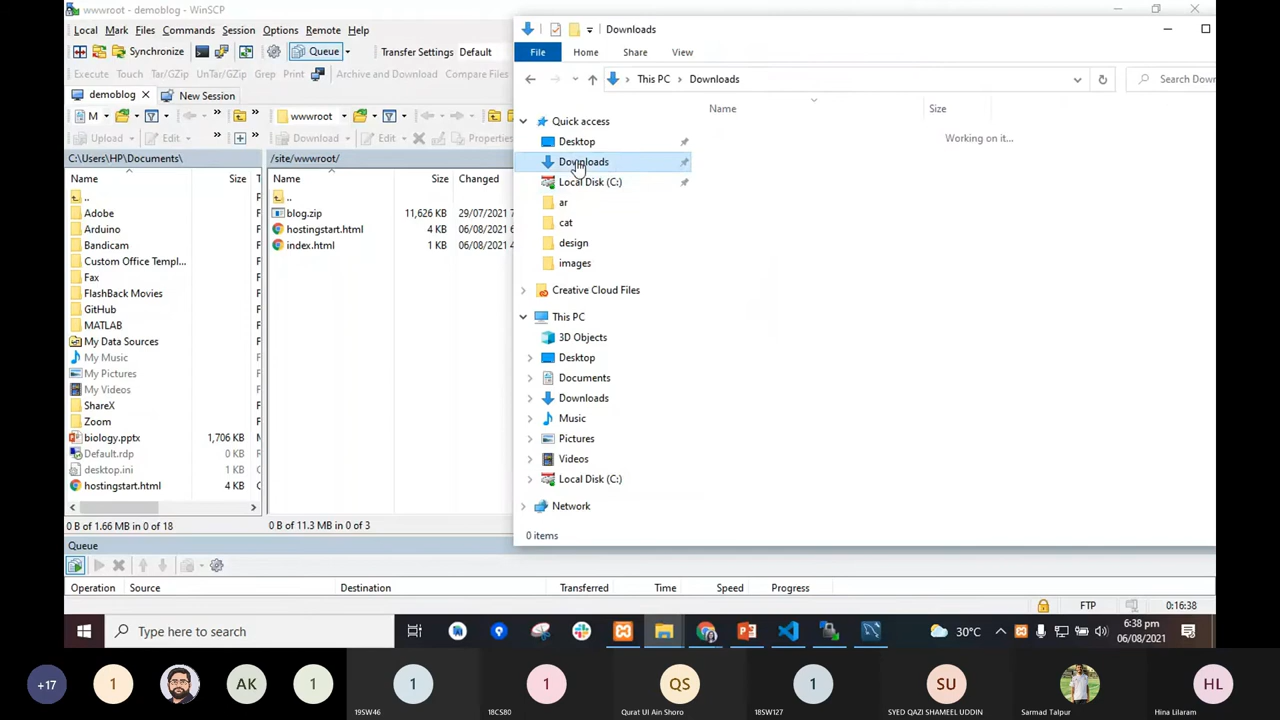 wwwroot - demoblog - WinSCP
Local Mark Files Commands Session Options Remote Help
Synchronize Queue Transfer Settings Default
Execute Touch Tar/GZip UnTar/GZip Grep Print Archive and Download Compare Files
demoblog New Session
M » wwwroot
Upload Edit » Download Edit Properties
C:\Users\HP\Documents\ /site/wwwroot/
Name Size Name Size Changed
.. ..
Adobe blog.zip 11,626 KB 29/07/2021 7
Arduino hostingstart.html 4 KB 06/08/2021 4
Bandicam index.html 1 KB 06/08/2021 4
Custom Office Templ...
Fax
FlashBack Movies
GitHub
MATLAB
My Data Sources
My Music
My Pictures
My Videos
ShareX
Zoom
biology.pptx 1,706 KB
Default.rdp 0 KB
desktop.ini 1 KB
hostingstart.html 4 KB
0 B of 1.66 MB in 0 of 18 0 B of 11.3 MB in 0 of 3
Downloads
File Home Share View
This PC Downloads Search Down
Name Size
Working on it...
Quick access
Desktop
Downloads
Local Disk (C:)
ar
cat
design
images
Creative Cloud Files
This PC
3D Objects
Desktop
Documents
Downloads
Music
Pictures
Videos
Local Disk (C:)
Network
0 items
Queue
Operation Source Destination Transferred Time Speed Progress
FTP 0:16:38
Type here to search 30°C 6:38 pm
06/08/2021
+17 1 AK 1 1 1 QS 1 SU HL
19SW46 18CS80 Qurat Ul Ain Shoro 18SW127 SYED QAZI SHAMEEL UDDIN Sarmad Talpur Hina Lilaram